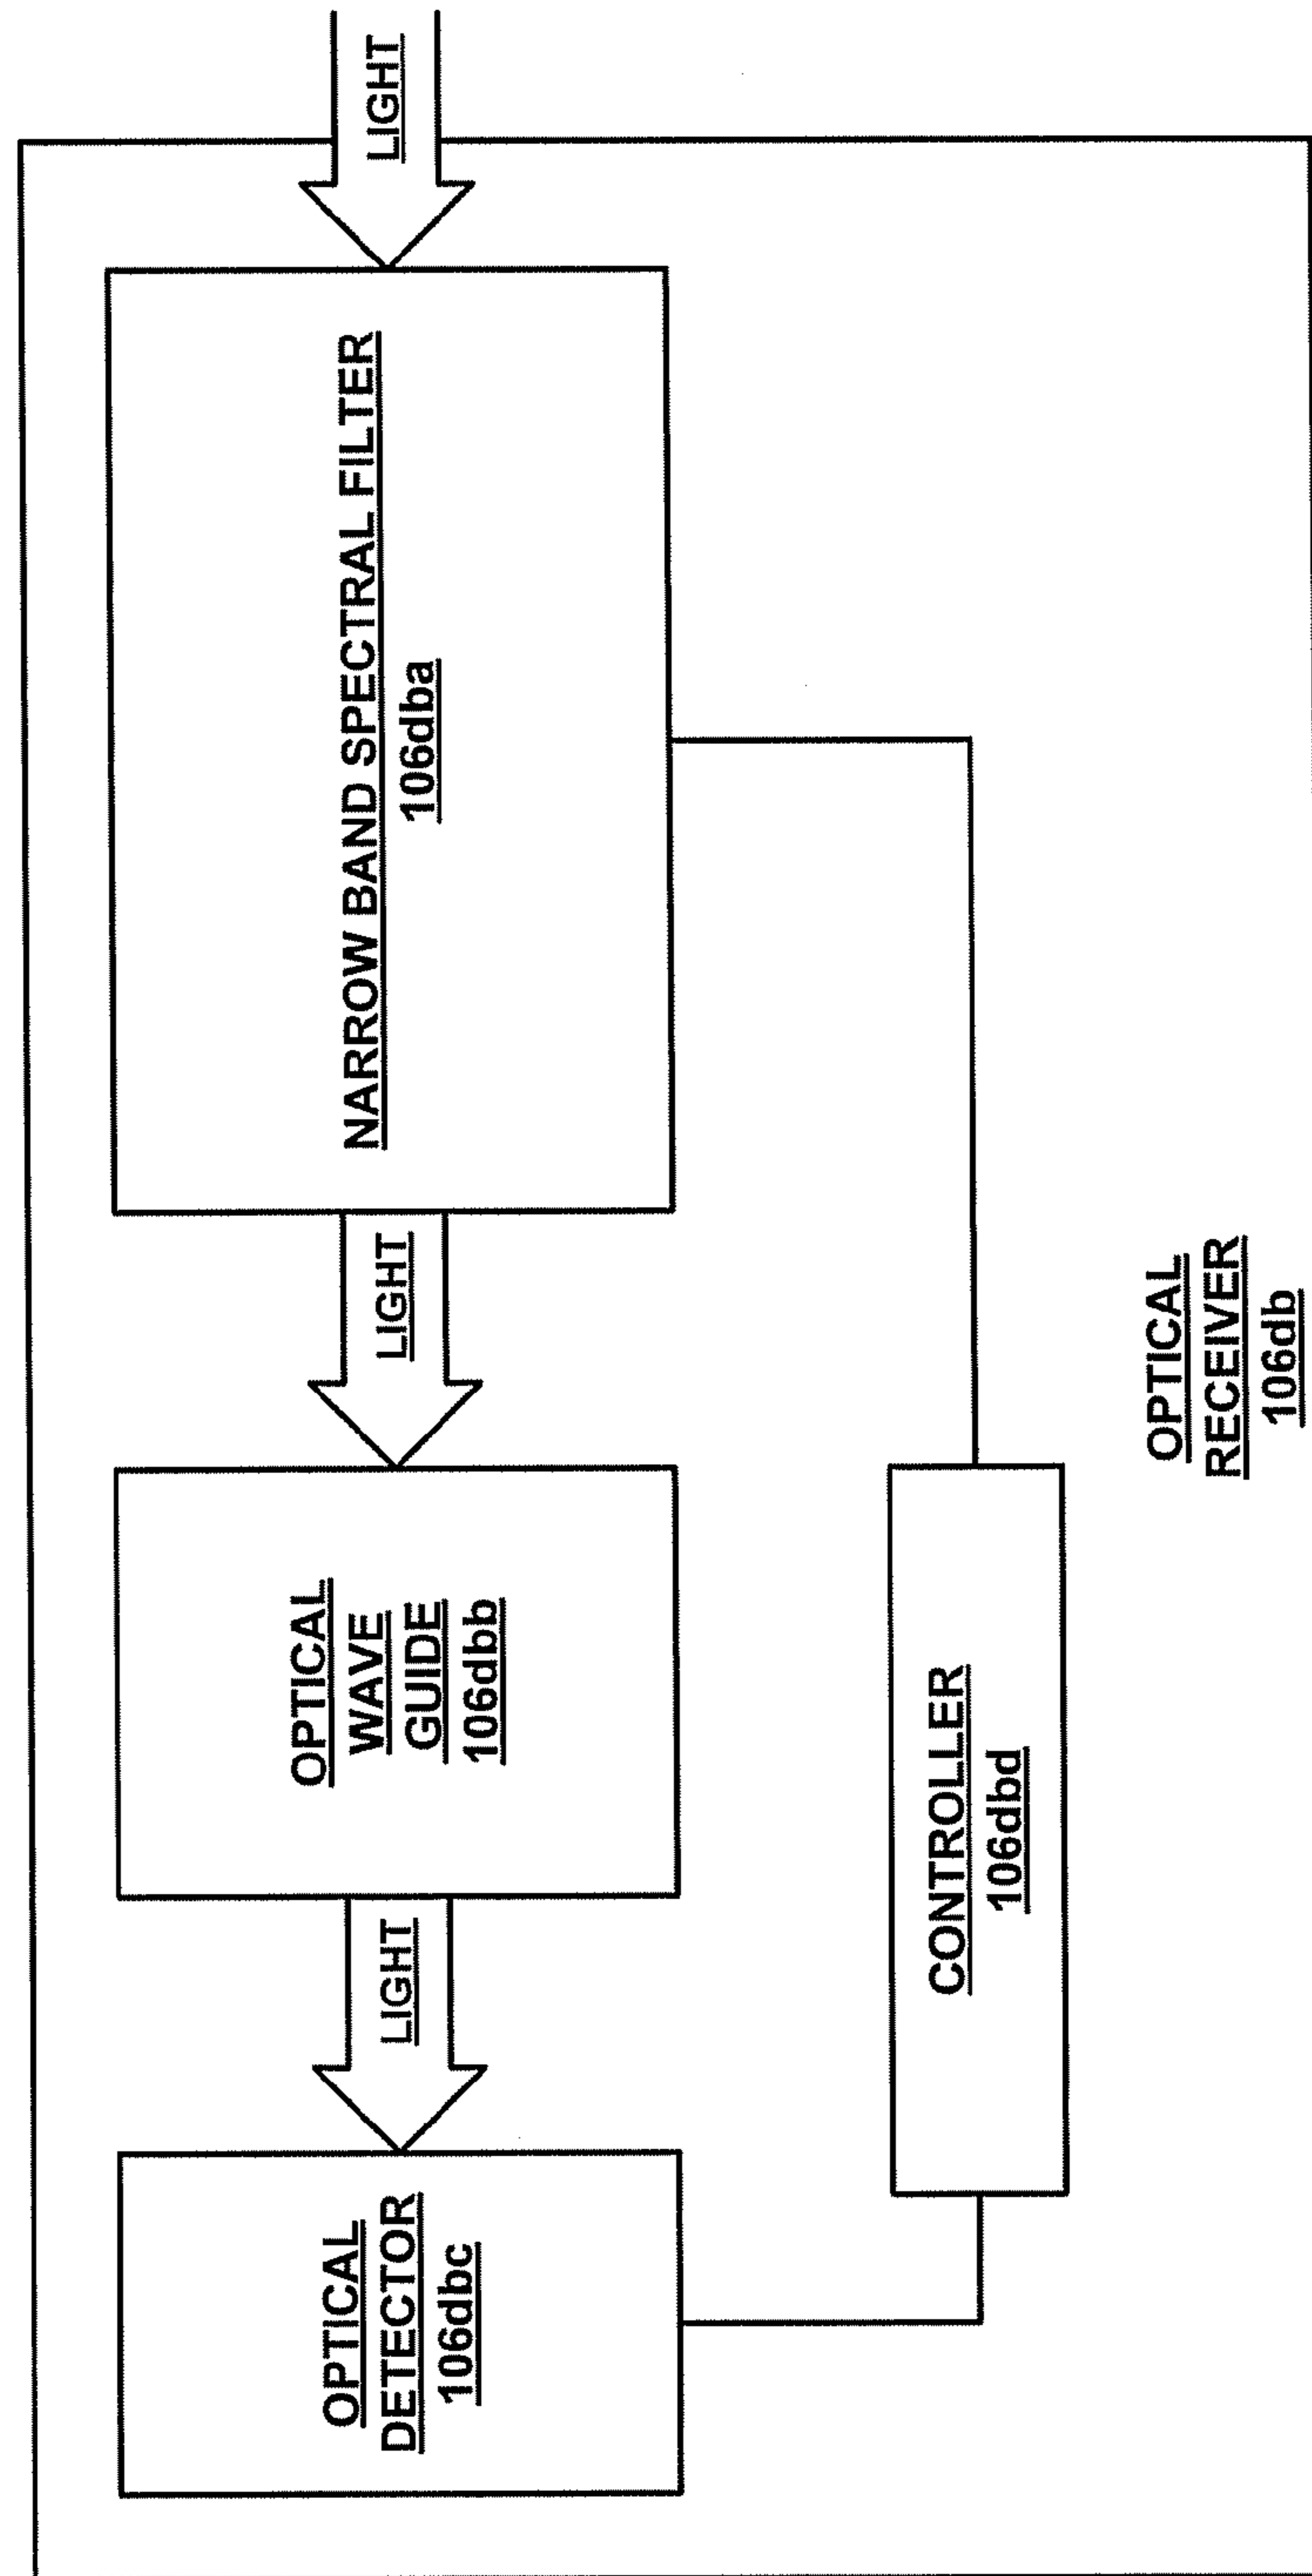 OPTICAL
DETECTOR
106dbc
LIGHT
OPTICAL
WAVE
GUIDE
106dbb
LIGHT
NARROW BAND SPECTRAL FILTER
106dba
LIGHT
CONTROLLER
106dbd
OPTICAL
RECEIVER
106db